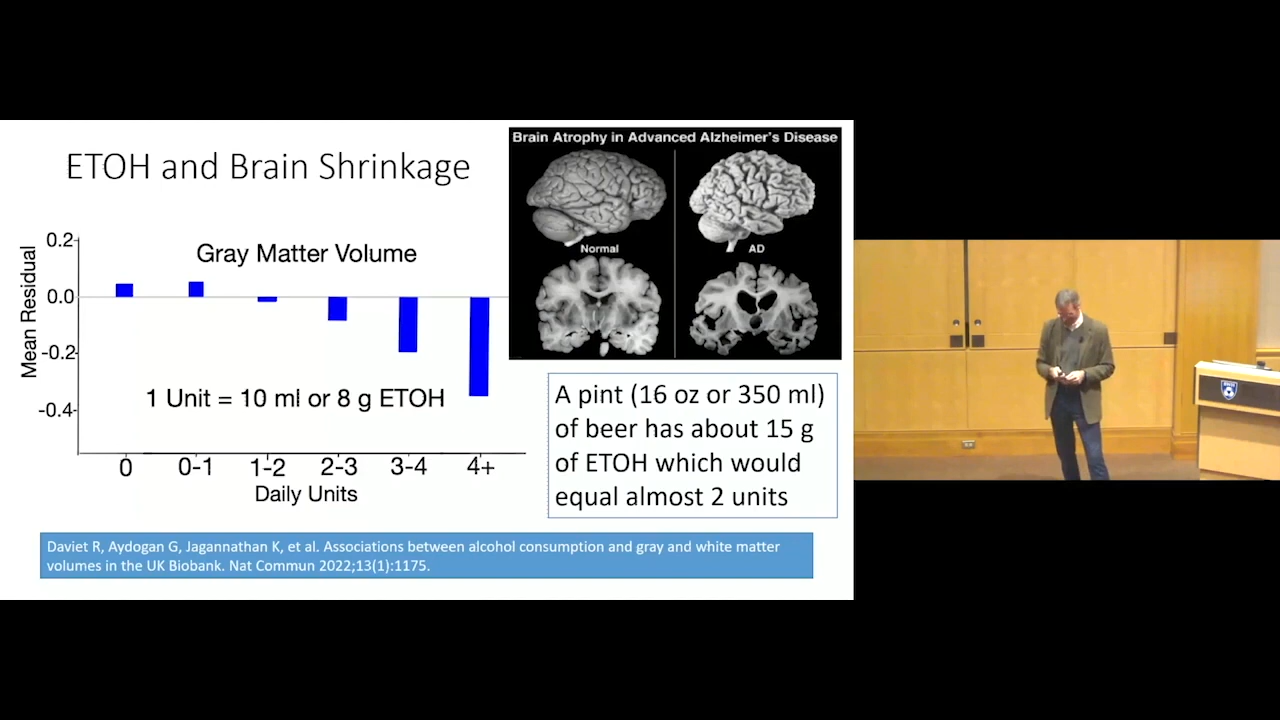 ETOH and Brain Shrinkage
Gray Matter Volume
Mean Residual
0.2
0.0
-0.2
-0.4
1 Unit = 10 ml or 8 g ETOH
0 0-1 1-2 2-3 3-4 4+
Daily Units
Brain Atrophy in Advanced Alzheimer's Disease
Normal AD
A pint (16 oz or 350 ml)
of beer has about 15 g
of ETOH which would
equal almost 2 units
Daviet R, Aydogan G, Jagannathan K, et al. Associations between alcohol consumption and gray and white matter
volumes in the UK Biobank. Nat Commun 2022;13(1):1175.